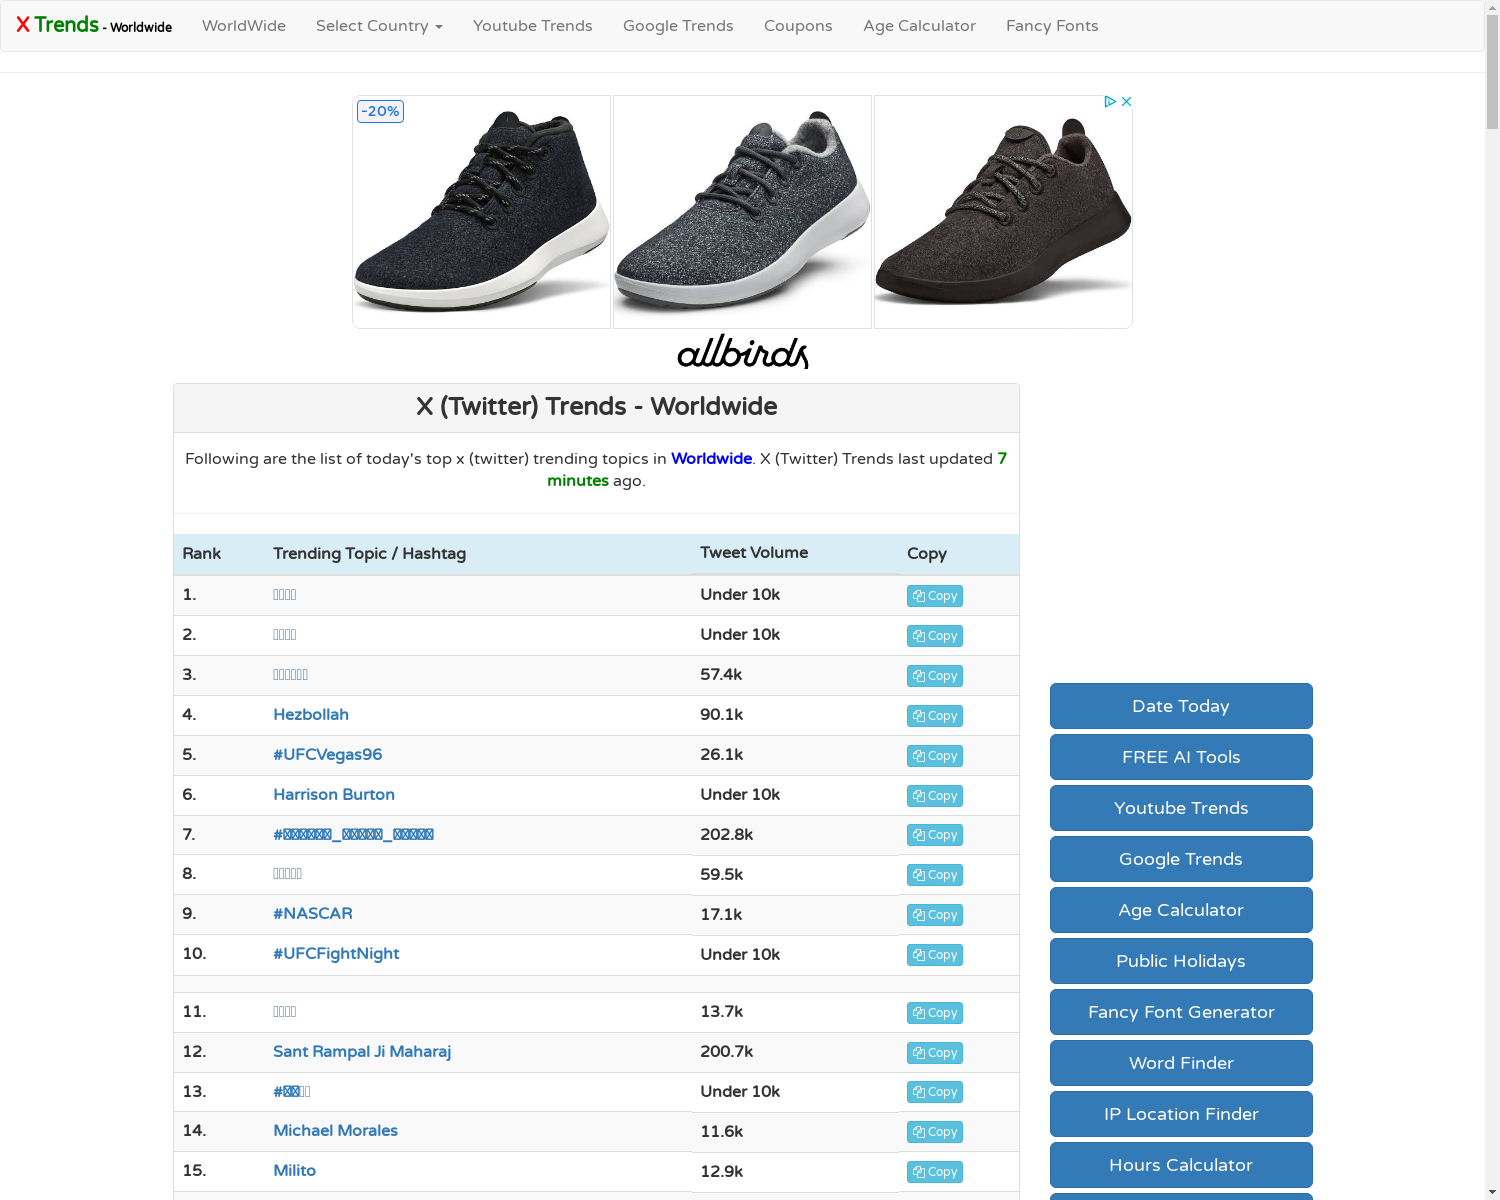 X Trends - Worldwide
WorldWide
Select Country
Youtube Trends
Google Trends
Coupons
Age Calculator
Fancy Fonts
-20%
allbirds
X (Twitter) Trends - Worldwide
Following are the list of today's top x (twitter) trending topics in Worldwide. X (Twitter) Trends last updated 7
minutes ago.
Rank Trending Topic / Hashtag Tweet Volume Copy
1. Under 10k Copy
2. Under 10k Copy
3. 57.4k Copy
4. Hezbollah 90.1k Copy
5. #UFCVegas96 26.1k Copy
6. Harrison Burton Under 10k Copy
7. 202.8k Copy
8. 59.5k Copy
9. #NASCAR 17.1k Copy
10. #UFCFightNight Under 10k Copy
11. 13.7k Copy
12. Sant Rampal Ji Maharaj 200.7k Copy
13. Under 10k Copy
14. Michael Morales 11.6k Copy
15. Milito 12.9k Copy
Date Today
FREE AI Tools
Youtube Trends
Google Trends
Age Calculator
Public Holidays
Fancy Font Generator
Word Finder
IP Location Finder
Hours Calculator